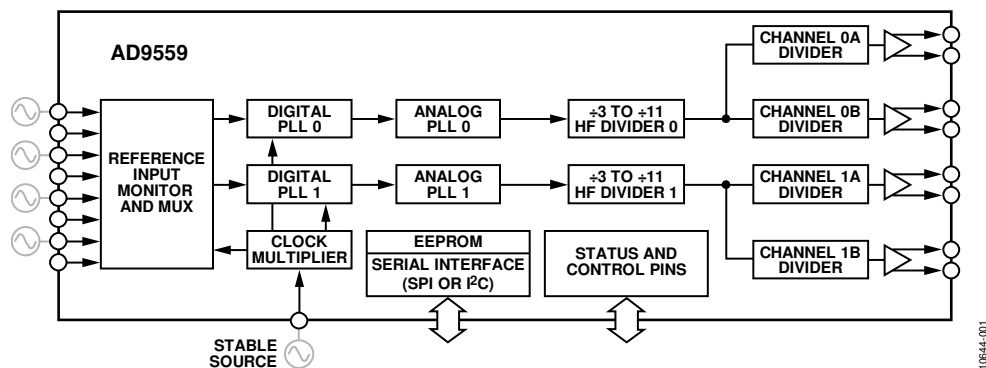 AD9559
REFERENCE
INPUT
MONITOR
AND MUX
DIGITAL
PLL 0
ANALOG
PLL 0
÷3 TO ÷11
HF DIVIDER 0
CHANNEL 0A
DIVIDER
CHANNEL 0B
DIVIDER
DIGITAL
PLL 1
ANALOG
PLL 1
÷3 TO ÷11
HF DIVIDER 1
CHANNEL 1A
DIVIDER
CHANNEL 1B
DIVIDER
CLOCK
MULTIPLIER
EEPROM
SERIAL INTERFACE
(SPI OR I²C)
STATUS AND
CONTROL PINS
STABLE
SOURCE
10644-001